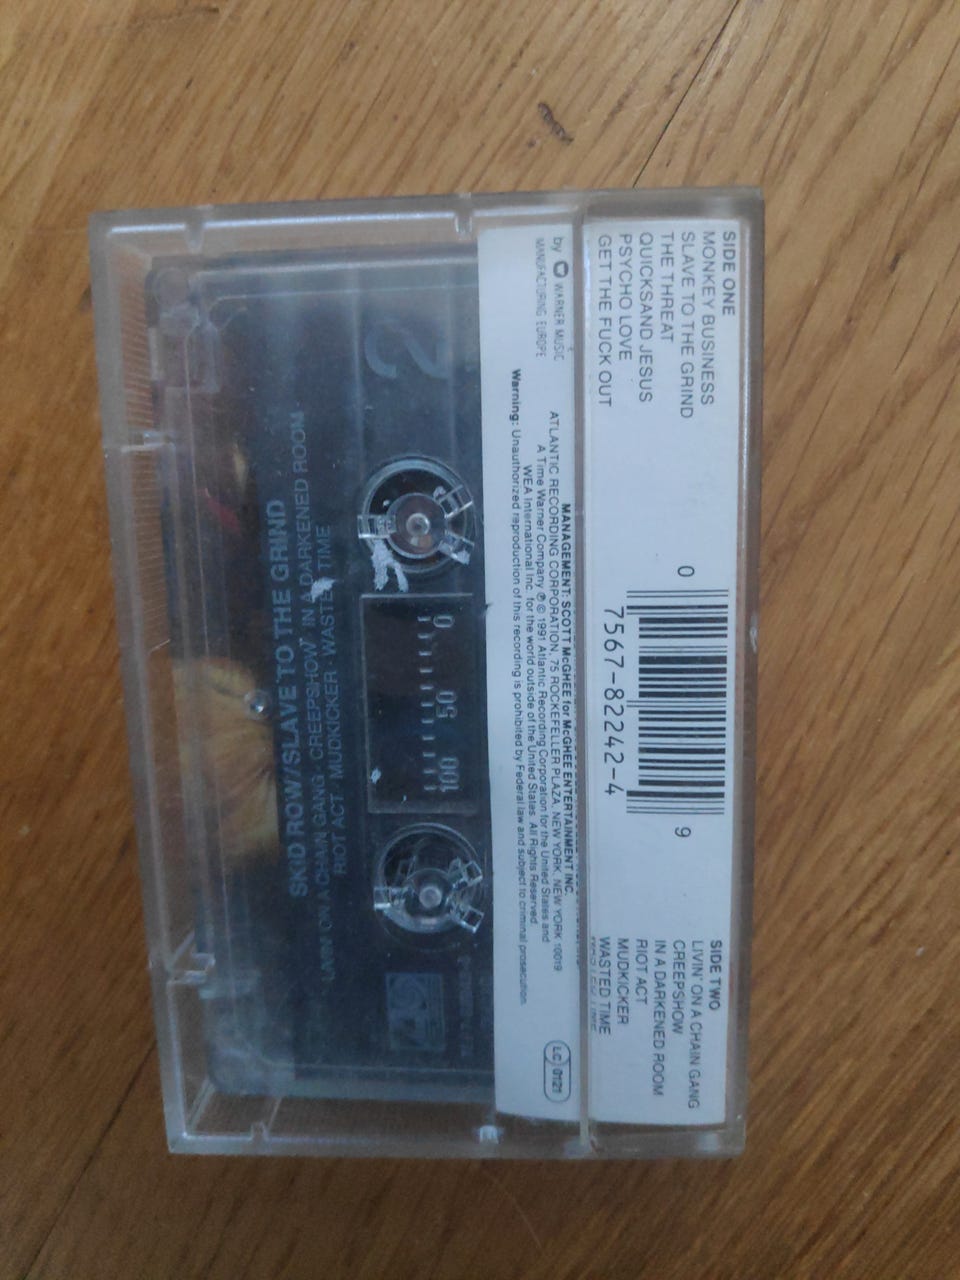 SIDE ONE
MONKEY BUSINESS
SLAVE TO THE GRIND
THE THREAT
QUICKSAND JESUS
PSYCHO LOVE
GET THE FUCK OUT
0 9
7567-82242-4
SIDE TWO
LIVIN' ON A CHAIN GANG
CREEPSHOW
IN A DARKENED ROOM
RIOT ACT
MUDKICKER
WASTED TIME
by WARNER MUSIC
MANUFACTURING EUROPE
MANAGEMENT: SCOTT McGHEE for McGHEE ENTERTAINMENT INC.
ATLANTIC RECORDING CORPORATION, 75 ROCKEFELLER PLAZA, NEW YORK, NEW YORK 10019
A Time Warner Company ℗ © 1991 Atlantic Recording Corporation for the United States and
WEA International Inc. for the world outside of the United States. All Rights Reserved.
Warning: Unauthorized reproduction of this recording is prohibited by Federal law and subject to criminal prosecution.
LC 0121
2
0 50 100
SKID ROW/SLAVE TO THE GRIND
LIVIN' ON A CHAIN GANG · CREEPSHOW · IN A DARKENED ROOM
RIOT ACT · MUDKICKER · WASTED TIME